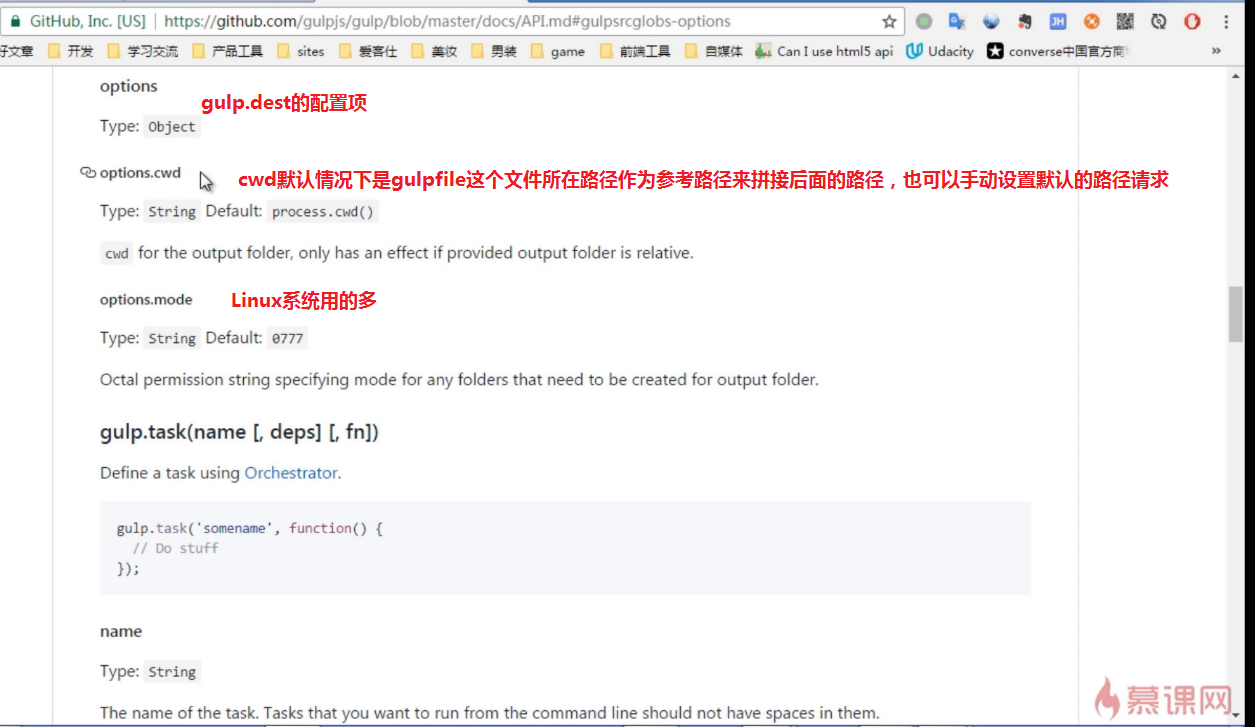 GitHub, Inc. [US] | https://github.com/gulpjs/gulp/blob/master/docs/API.md#gulpsrcglobs-options
好文章 开发 学习交流 产品工具 sites 爱客仕 美妆 男装 game 前端工具 自媒体 Can I use html5 api Udacity converse中国官方商 »
options
gulp.dest的配置项
Type: Object
options.cwd
cwd默认情况下是gulpfile这个文件所在路径作为参考路径来拼接后面的路径，也可以手动设置默认的路径请求
Type: String Default: process.cwd()
cwd for the output folder, only has an effect if provided output folder is relative.
options.mode Linux系统用的多
Type: String Default: 0777
Octal permission string specifying mode for any folders that need to be created for output folder.
gulp.task(name [, deps] [, fn])
Define a task using Orchestrator.
gulp.task('somename', function() {
// Do stuff
});
name
Type: String
The name of the task. Tasks that you want to run from the command line should not have spaces in them.
慕课网